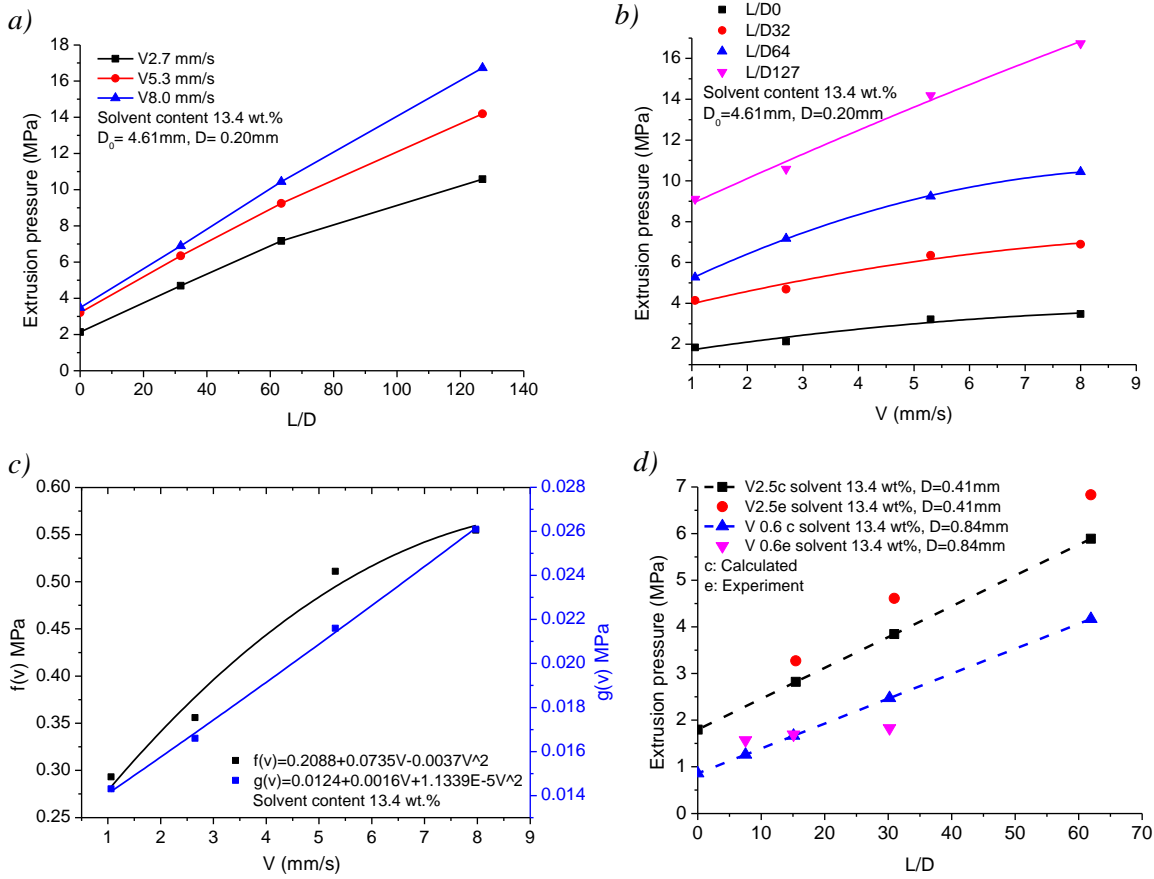 a)
18
16
14
12
10
8
6
4
2
0
Extrusion pressure (MPa)
V2.7 mm/s
V5.3 mm/s
V8.0 mm/s
Solvent content 13.4 wt.%
D0= 4.61mm, D= 0.20mm
0 20 40 60 80 100 120 140
L/D
b)
L/D0
L/D32
L/D64
L/D127
Solvent content 13.4 wt.%
D0=4.61mm, D=0.20mm
16
14
12
10
8
6
4
2
Extrusion pressure (MPa)
1 2 3 4 5 6 7 8 9
V (mm/s)
c)
0.60
0.55
0.50
0.45
0.40
0.35
0.30
0.25
f(v) MPa
0.028
0.026
0.024
0.022
0.020
0.018
0.016
0.014
g(v) MPa
f(v)=0.2088+0.0735V-0.0037V^2
g(v)=0.0124+0.0016V+1.1339E-5V^2
Solvent content 13.4 wt.%
0 1 2 3 4 5 6 7 8 9
V (mm/s)
d)
7
6
5
4
3
2
1
0
Extrusion pressure (MPa)
V2.5c solvent 13.4 wt%, D=0.41mm
V2.5e solvent 13.4 wt%, D=0.41mm
V 0.6 c solvent 13.4 wt%, D=0.84mm
V 0.6e solvent 13.4 wt%, D=0.84mm
c: Calculated
e: Experiment
0 10 20 30 40 50 60 70
L/D